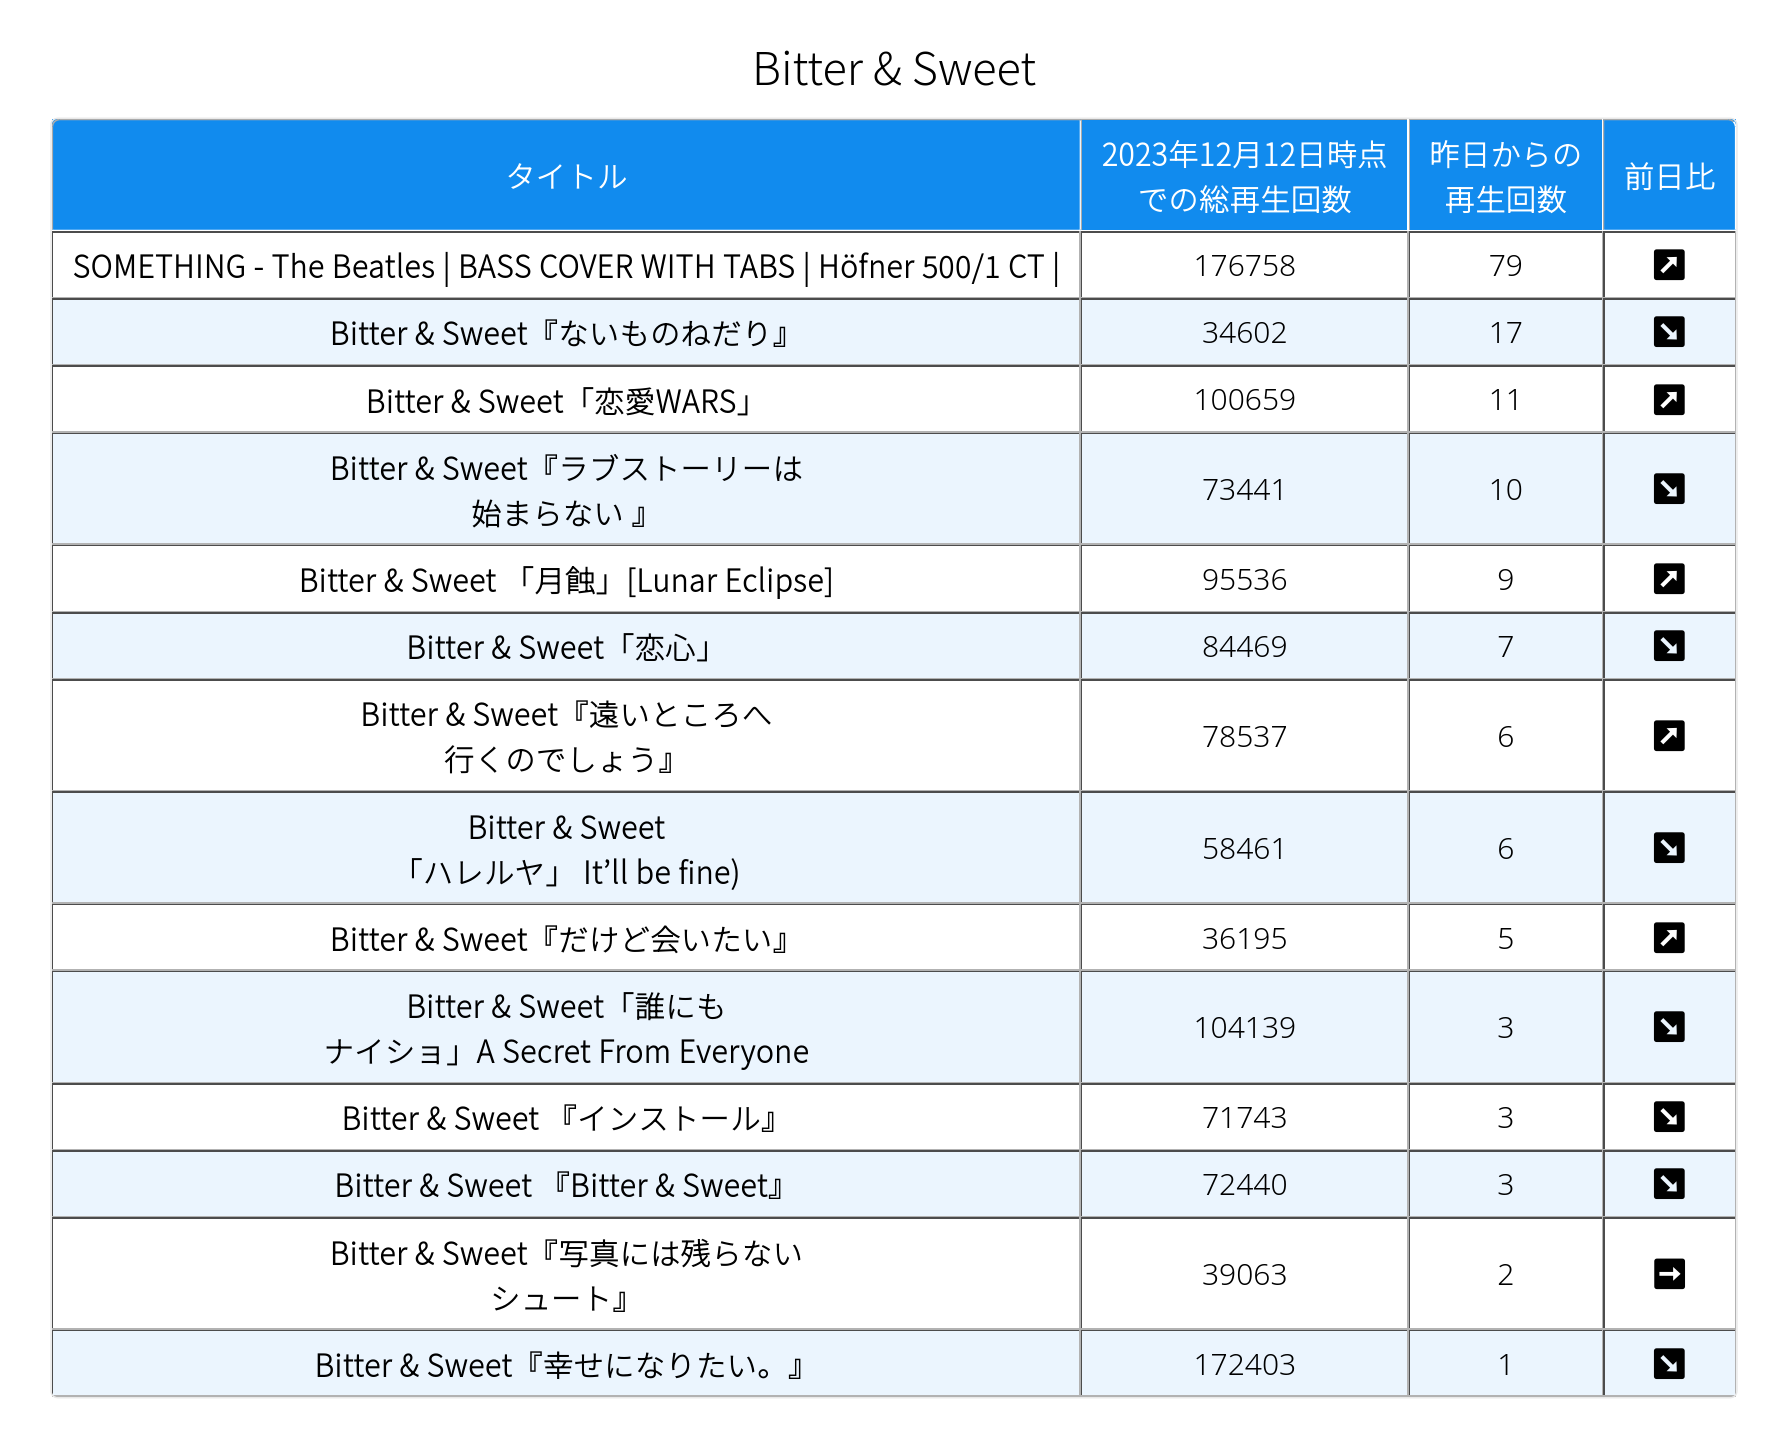 Bitter & Sweet
タイトル
2023年12月12日時点
での総再生回数
昨日からの
再生回数
前日比
SOMETHING - The Beatles | BASS COVER WITH TABS | Höfner 500/1 CT |
176758
79
Bitter & Sweet『ないものねだり』
34602
17
Bitter & Sweet「恋愛WARS」
100659
11
Bitter & Sweet『ラブストーリーは
始まらない 』
73441
10
Bitter & Sweet 「月蝕」[Lunar Eclipse]
95536
9
Bitter & Sweet「恋心」
84469
7
Bitter & Sweet『遠いところへ
行くのでしょう』
78537
6
Bitter & Sweet
「ハレルヤ」 It’ll be fine)
58461
6
Bitter & Sweet『だけど会いたい』
36195
5
Bitter & Sweet「誰にも
ナイショ」A Secret From Everyone
104139
3
Bitter & Sweet 『インストール』
71743
3
Bitter & Sweet 『Bitter & Sweet』
72440
3
Bitter & Sweet『写真には残らない
シュート』
39063
2
Bitter & Sweet『幸せになりたい。』
172403
1